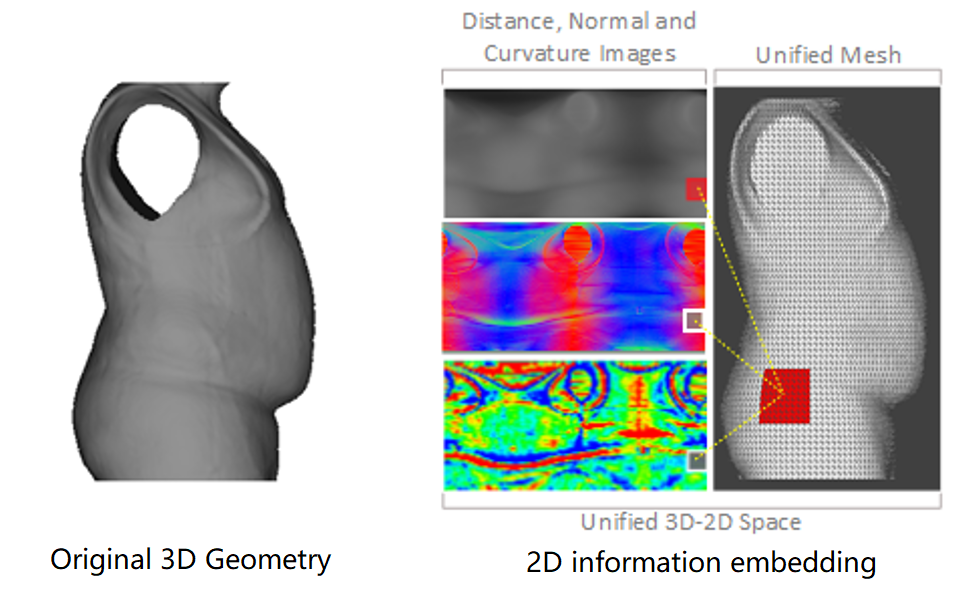 Distance, Normal and
Curvature Images
Unified Mesh
Unified 3D-2D Space
Original 3D Geometry
2D information embedding